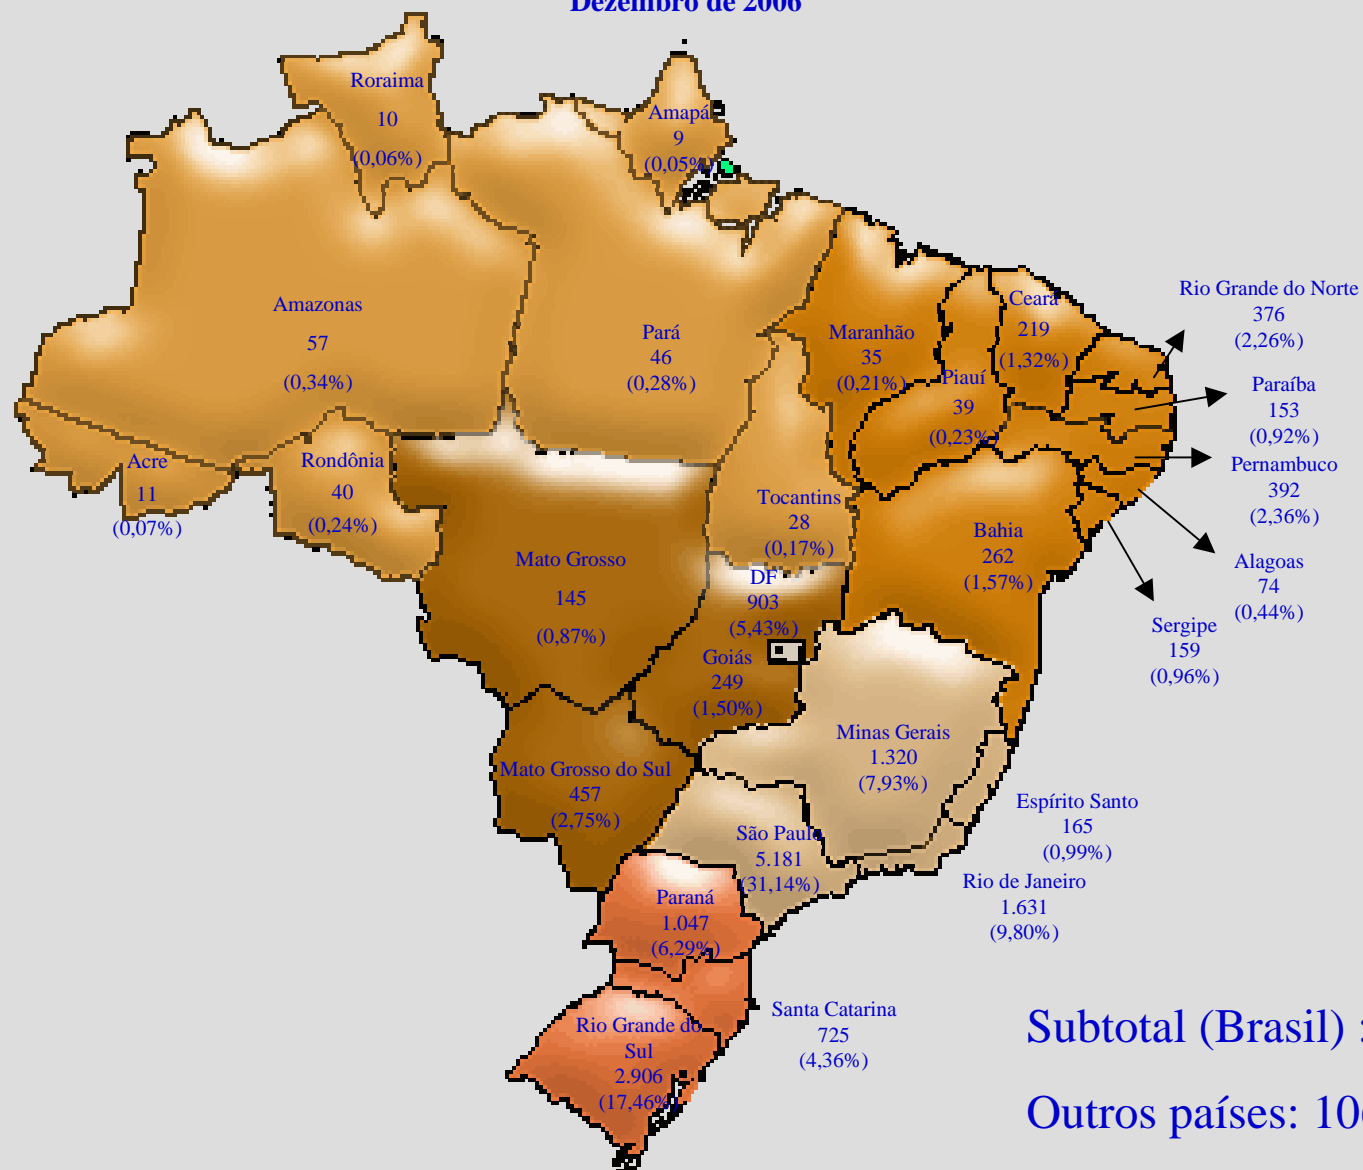 Dezembro de 2006
Roraima
10
(0,06%)
Amapá
9
(0,05%)
Amazonas
57
(0,34%)
Pará
46
(0,28%)
Maranhão
35
(0,21%)
Ceará
219
(1,32%)
Piauí
39
(0,23%)
Rio Grande do Norte
376
(2,26%)
Paraíba
153
(0,92%)
Pernambuco
392
(2,36%)
Alagoas
74
(0,44%)
Sergipe
159
(0,96%)
Acre
11
(0,07%)
Rondônia
40
(0,24%)
Tocantins
28
(0,17%)
Bahia
262
(1,57%)
Mato Grosso
145
(0,87%)
DF
903
(5,43%)
Goiás
249
(1,50%)
Minas Gerais
1.320
(7,93%)
Mato Grosso do Sul
457
(2,75%)
Espírito Santo
165
(0,99%)
São Paulo
5.181
(31,14%)
Rio de Janeiro
1.631
(9,80%)
Paraná
1.047
(6,29%)
Santa Catarina
725
(4,36%)
Rio Grande do
Sul
2.906
(17,46%)
Subtotal (Brasil) :
Outros países: